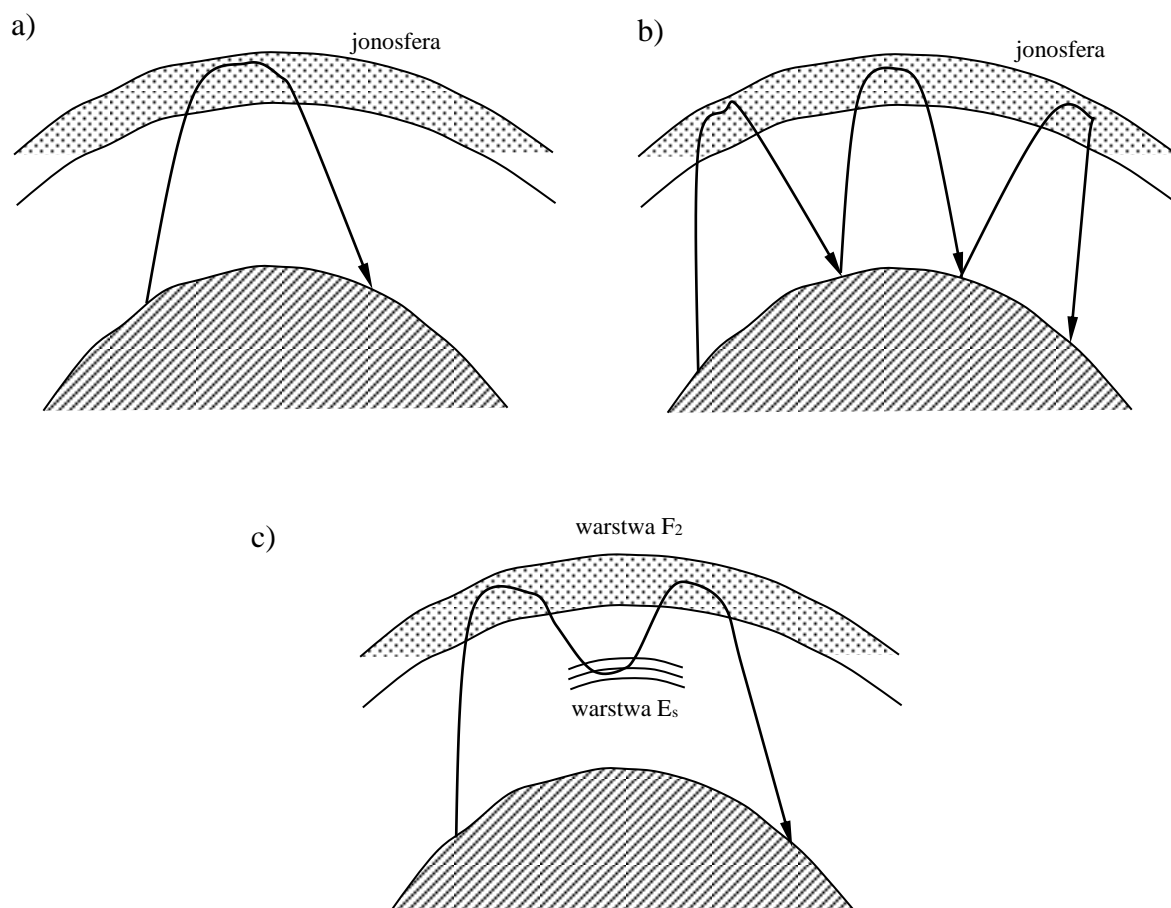 a)
jonosfera
b)
jonosfera
c)
warstwa F₂
warstwa Eₛ